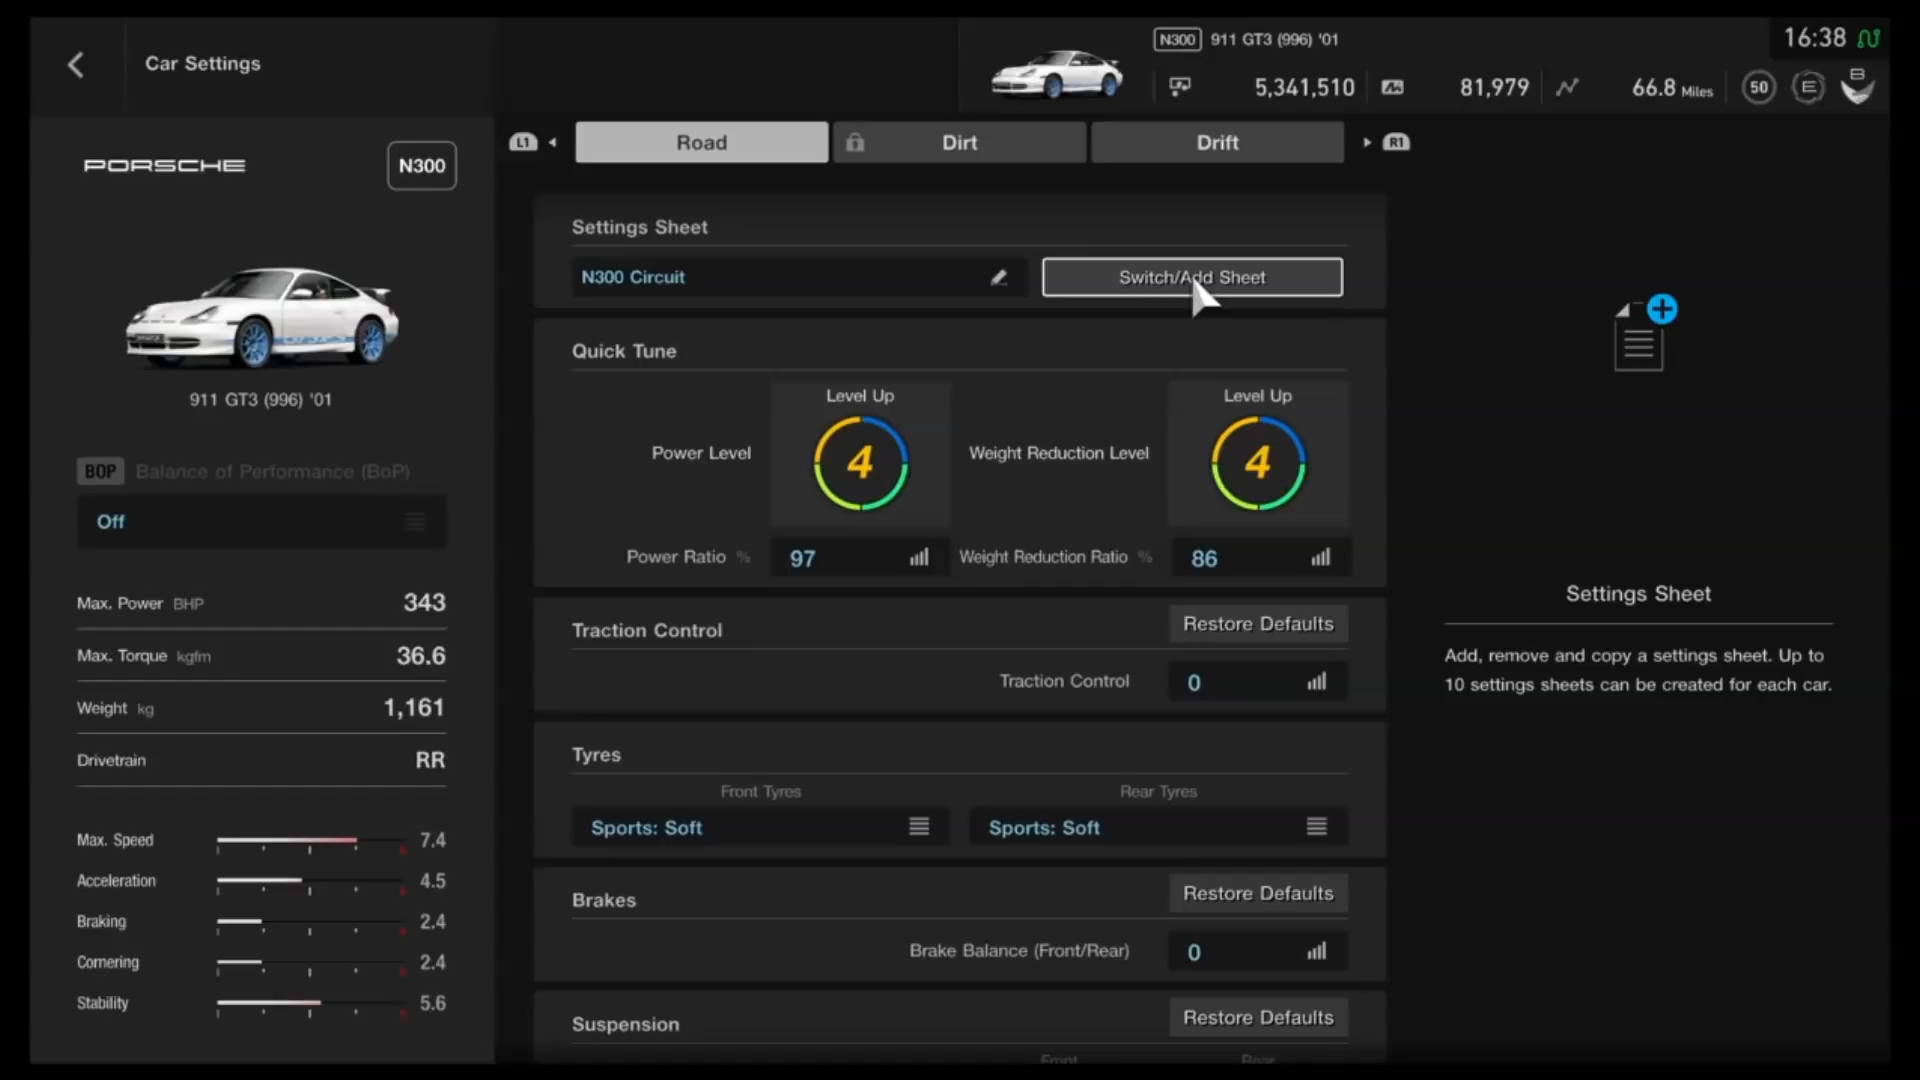 Car Settings
N300 911 GT3 (996) '01
5,341,510 81,979 66.8 Miles 50 E B
16:38
PORSCHE N300
911 GT3 (996) '01
BOP Balance of Performance (BoP)
Off
Max. Power BHP 343
Max. Torque kgfm 36.6
Weight kg 1,161
Drivetrain RR
Max. Speed 7.4
Acceleration 4.5
Braking 2.4
Cornering 2.4
Stability 5.6
L1 Road Dirt Drift R1
Settings Sheet
N300 Circuit Switch/Add Sheet
Quick Tune
Level Up Level Up
Power Level 4 Weight Reduction Level 4
Power Ratio % 97 Weight Reduction Ratio % 86
Traction Control Restore Defaults
Traction Control 0
Tyres
Front Tyres Rear Tyres
Sports: Soft Sports: Soft
Brakes Restore Defaults
Brake Balance (Front/Rear) 0
Suspension Restore Defaults
Front Rear
Settings Sheet
Add, remove and copy a settings sheet. Up to
10 settings sheets can be created for each car.